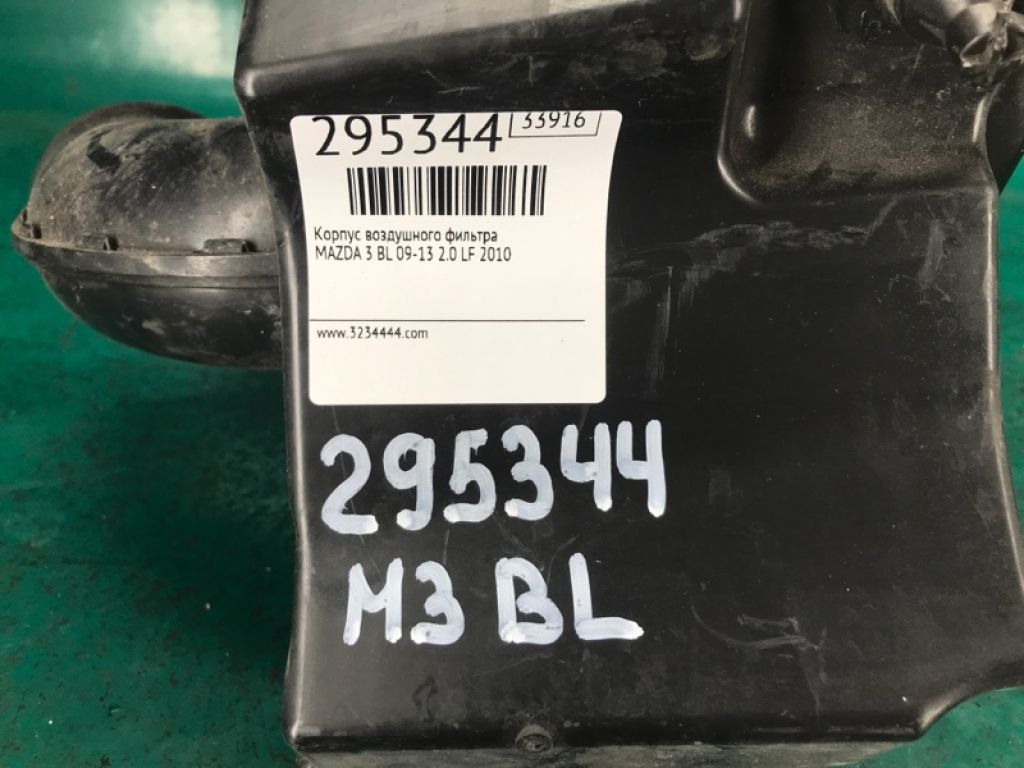 295344
33916
Корпус воздушного фильтра
MAZDA 3 BL 09-13 2.0 LF 2010
www.3234444.com
295344
M3 BL